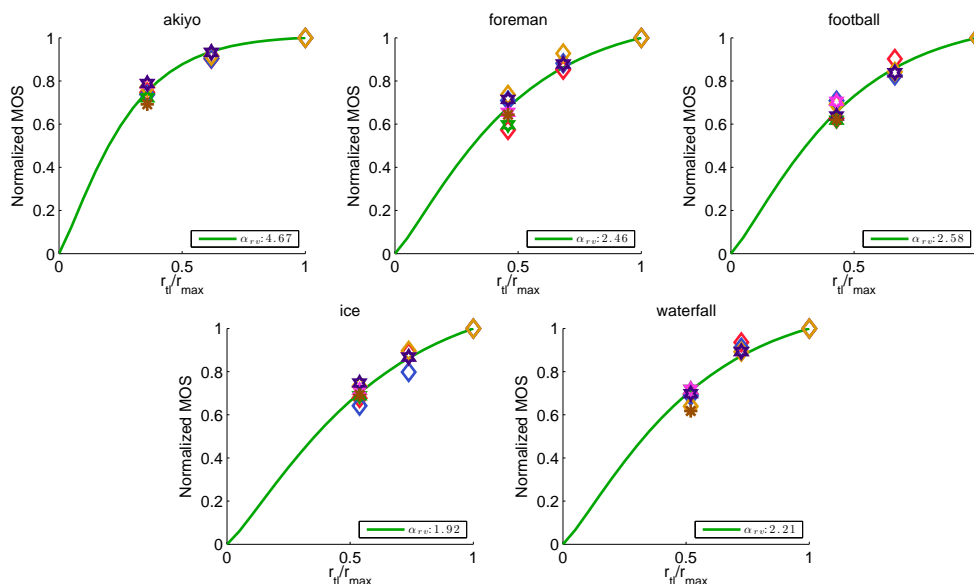 akiyo
Normalized MOS
1
0.8
0.6
0.4
0.2
0
0
0.5
1
r_tl/r_max
α_rv:4.67
foreman
Normalized MOS
1
0.8
0.6
0.4
0.2
0
0
0.5
1
r_tl/r_max
α_rv:2.46
football
Normalized MOS
1
0.8
0.6
0.4
0.2
0
0
0.5
r_tl/r_max
α_rv:2.58
ice
Normalized MOS
1
0.8
0.6
0.4
0.2
0
0
0.5
1
r_tl/r_max
α_rv:1.92
waterfall
Normalized MOS
1
0.8
0.6
0.4
0.2
0
0
0.5
1
r_tl/r_max
α_rv:2.21